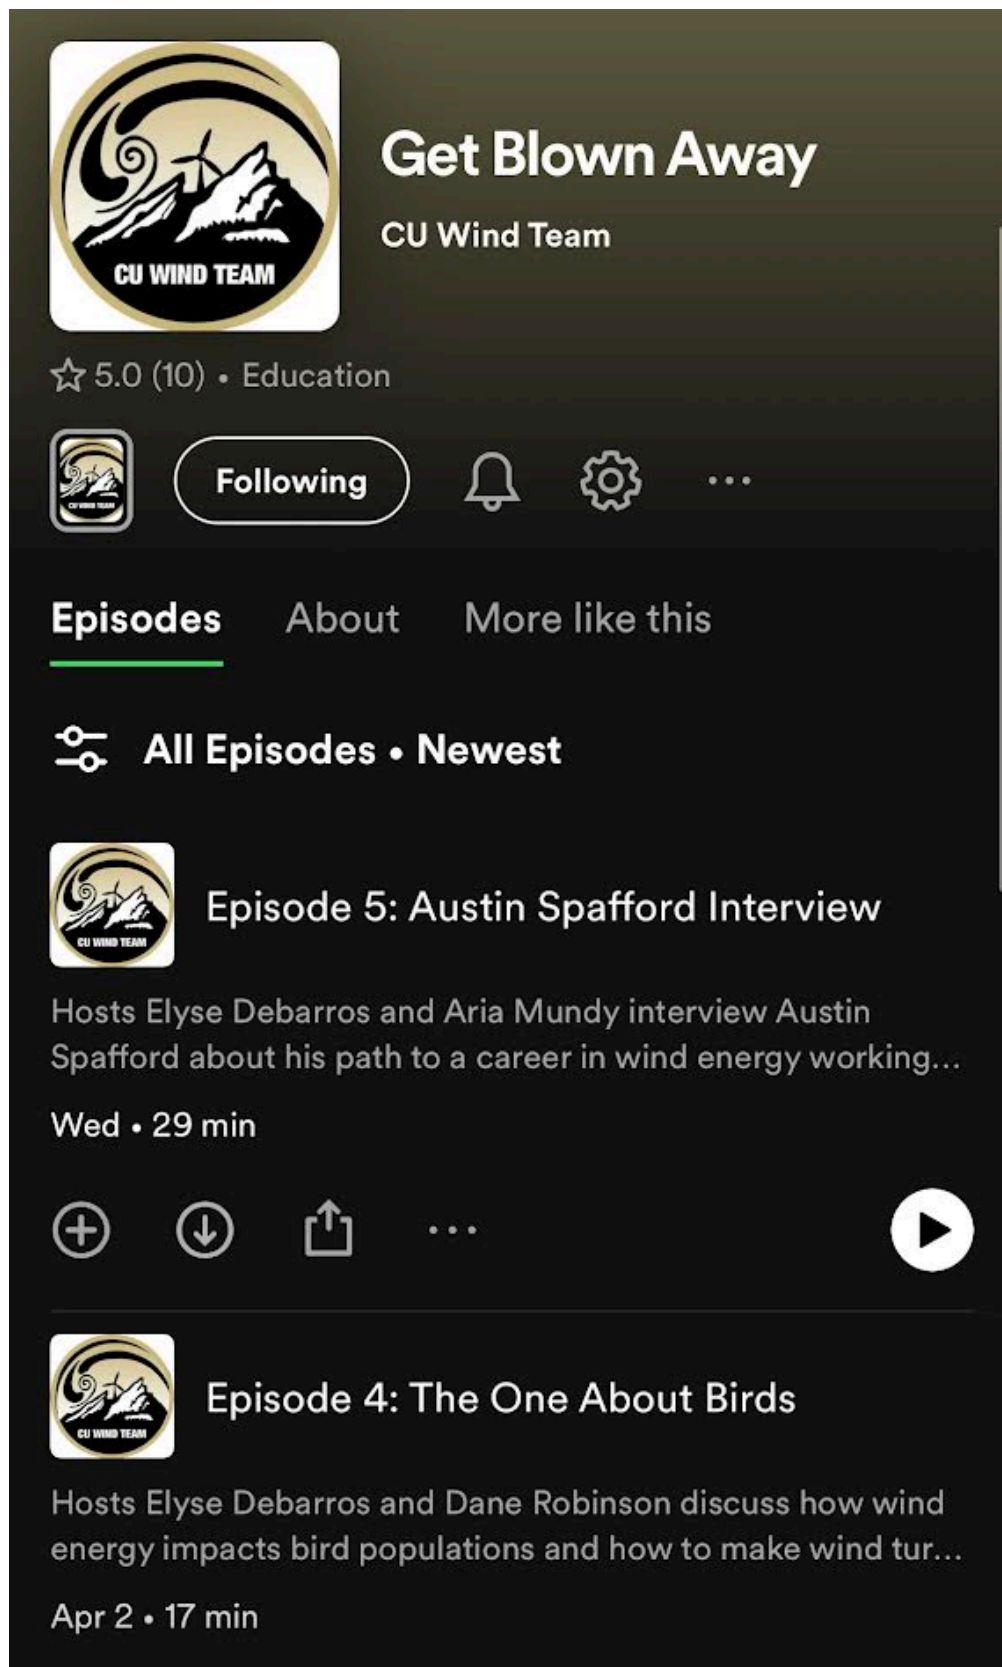 CU WIND TEAM
Get Blown Away
CU Wind Team
5.0 (10) • Education
CU WIND TEAM
Following
Episodes About More like this
All Episodes • Newest
CU WIND TEAM
Episode 5: Austin Spafford Interview
Hosts Elyse Debarros and Aria Mundy interview Austin
Spafford about his path to a career in wind energy working...
Wed • 29 min
CU WIND TEAM
Episode 4: The One About Birds
Hosts Elyse Debarros and Dane Robinson discuss how wind
energy impacts bird populations and how to make wind tur...
Apr 2 • 17 min